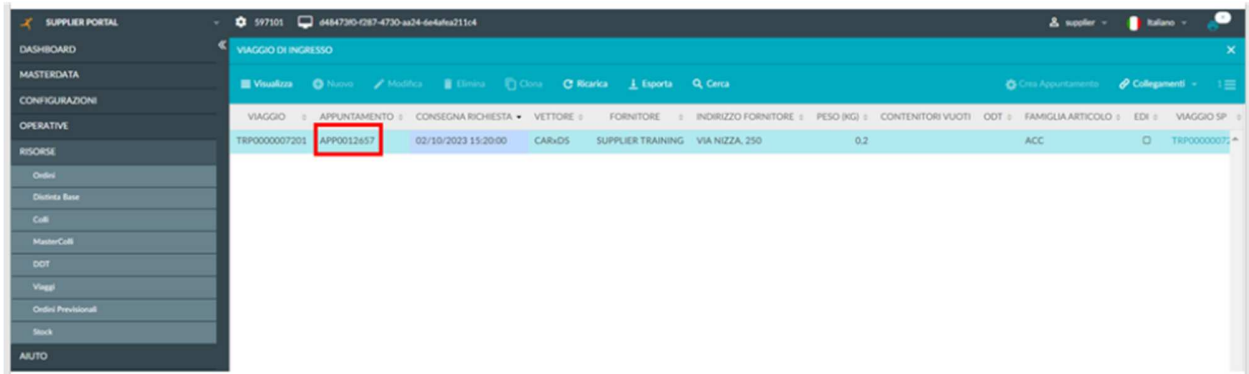 SUPPLIER PORTAL 597101 d48473f0-f287-4730-aa24-6e4afea211c4 supplier Italiano
DASHBOARD
MASTERDATA
CONFIGURAZIONI
OPERATIVE
RISORSE
Ordini
Distinta Base
Colli
MasterColli
DDT
Viaggi
Ordini Previsionali
Stock
AIUTO
VIAGGIO DI INGRESSO
Visualizza Nuovo Modifica Elimina Clona Ricarica Esporta Cerca Crea Appuntamento Collegamenti
VIAGGIO APPUNTAMENTO CONSEGNA RICHIESTA VETTORE FORNITORE INDIRIZZO FORNITORE PESO (KG) CONTENITORI VUOTI ODT FAMIGLIA ARTICOLO EDI VIAGGIO SP
TRP0000007201 APP0012657 02/10/2023 15:20:00 CARxDS SUPPLIER TRAINING VIA NIZZA, 250 0,2 ACC